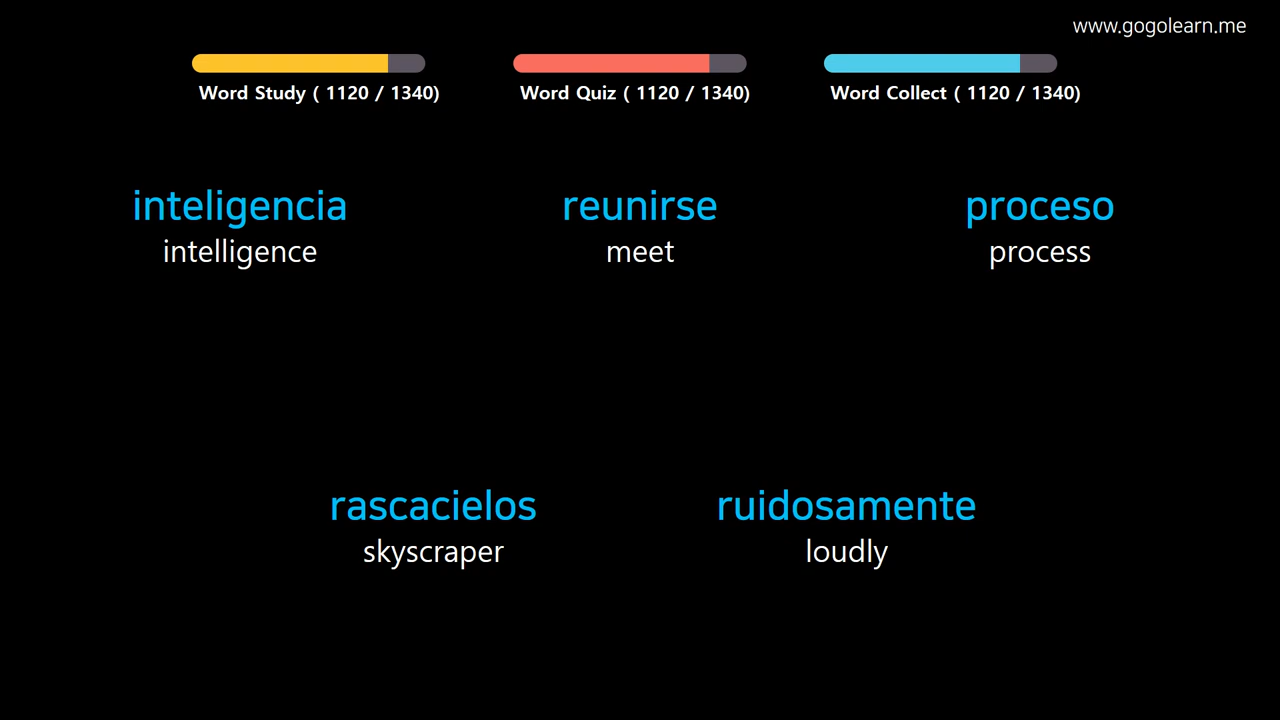 www.gogolearn.me
Word Study ( 1120 / 1340)
Word Quiz ( 1120 / 1340)
Word Collect ( 1120 / 1340)
inteligencia
intelligence
reunirse
meet
proceso
process
rascacielos
skyscraper
ruidosamente
loudly